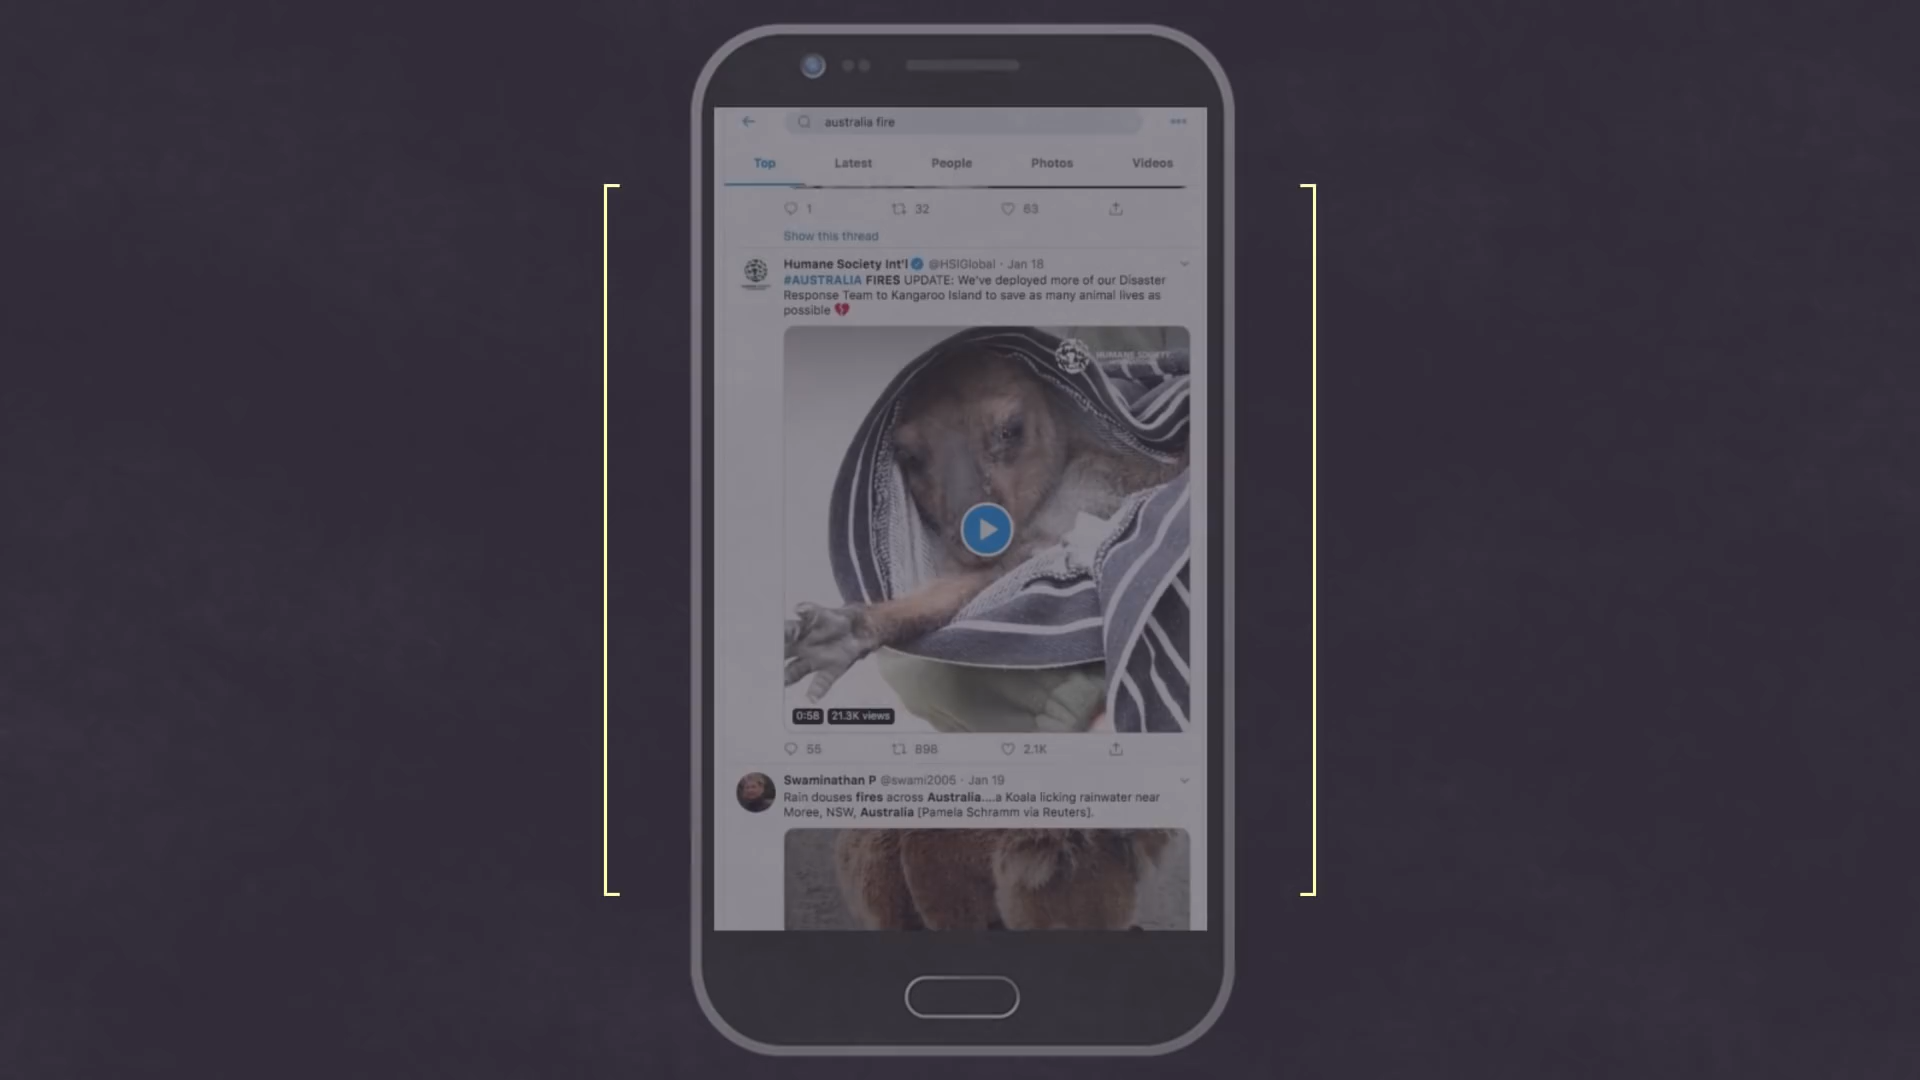 australia fire
Top Latest People Photos Videos
1 32 63
Show this thread
Humane Society Int'l @HSIGlobal · Jan 18
#AUSTRALIA FIRES UPDATE: We've deployed more of our Disaster
Response Team to Kangaroo Island to save as many animal lives as
possible
HUMANE SOCIETY
0:58 21.3K views
55 898 2.1K
Swaminathan P @swami2005 · Jan 19
Rain douses fires across Australia....a Koala licking rainwater near
Moree, NSW, Australia [Pamela Schramm via Reuters].